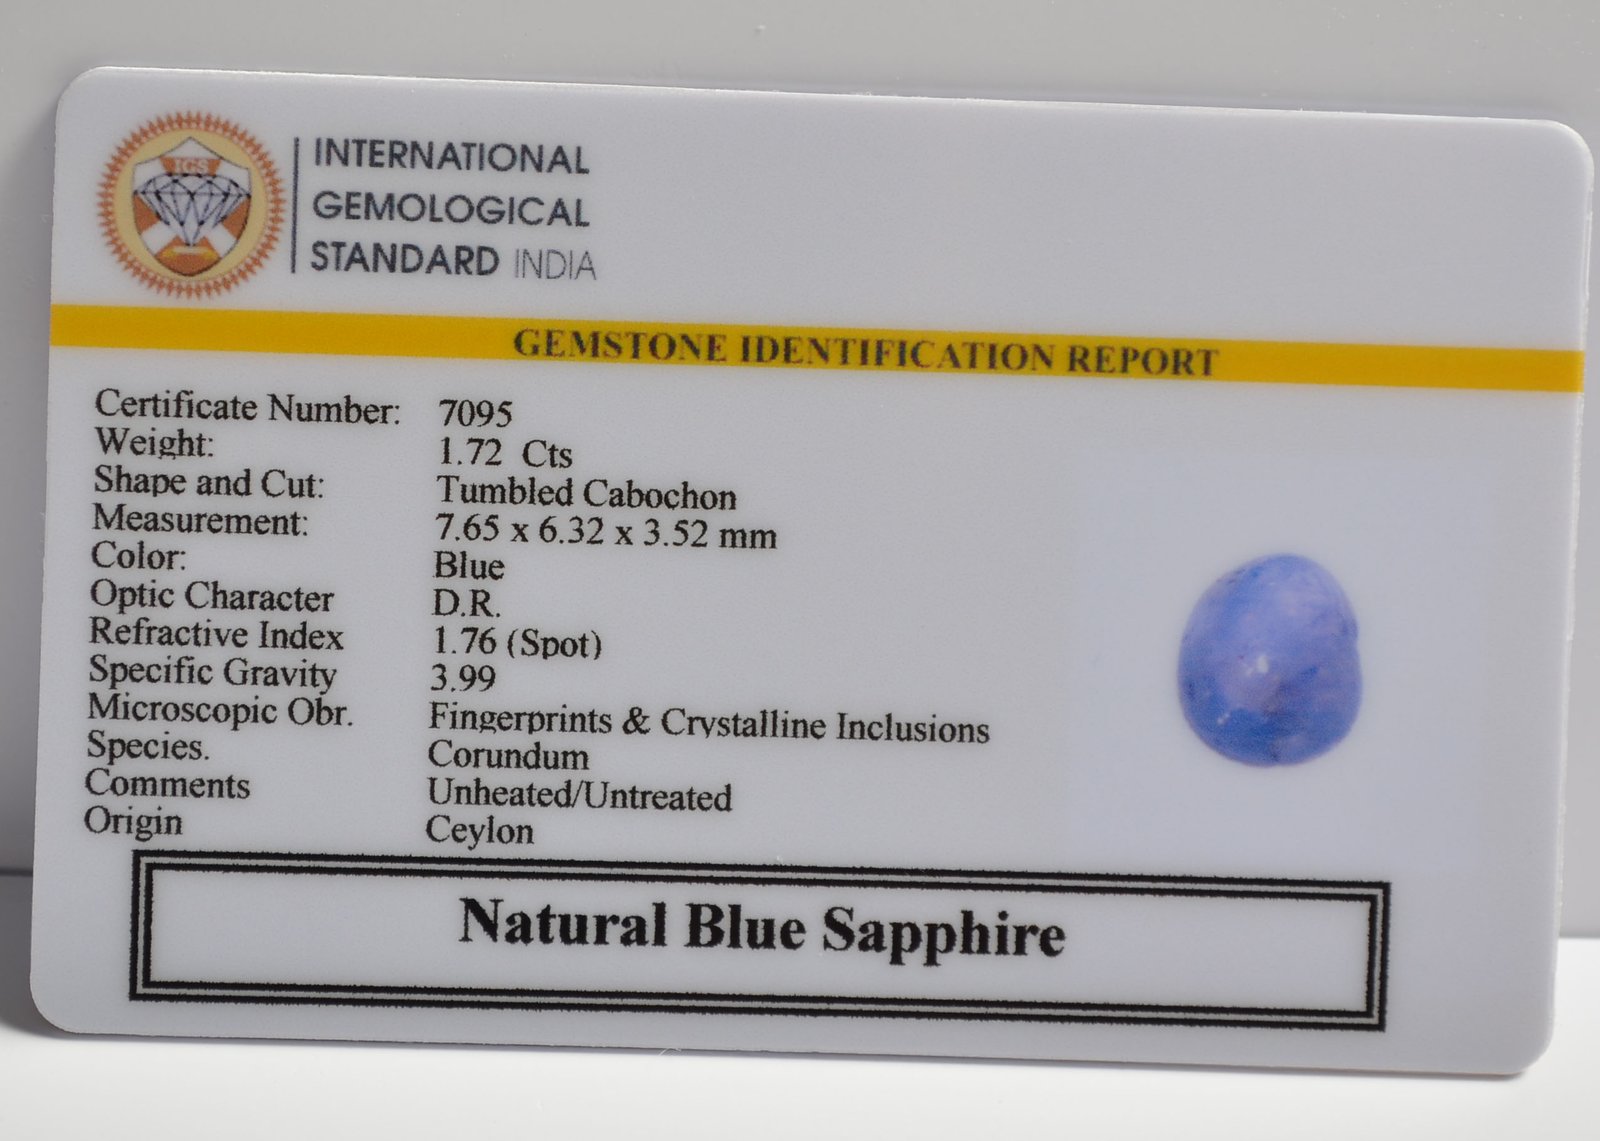 IGS
INTERNATIONAL
GEMOLOGICAL
STANDARD INDIA
GEMSTONE IDENTIFICATION REPORT
Certificate Number: 7095
Weight: 1.72 Cts
Shape and Cut: Tumbled Cabochon
Measurement: 7.65 x 6.32 x 3.52 mm
Color: Blue
Optic Character D.R.
Refractive Index 1.76 (Spot)
Specific Gravity 3.99
Microscopic Obr. Fingerprints & Crystalline Inclusions
Species. Corundum
Comments Unheated/Untreated
Origin Ceylon
Natural Blue Sapphire